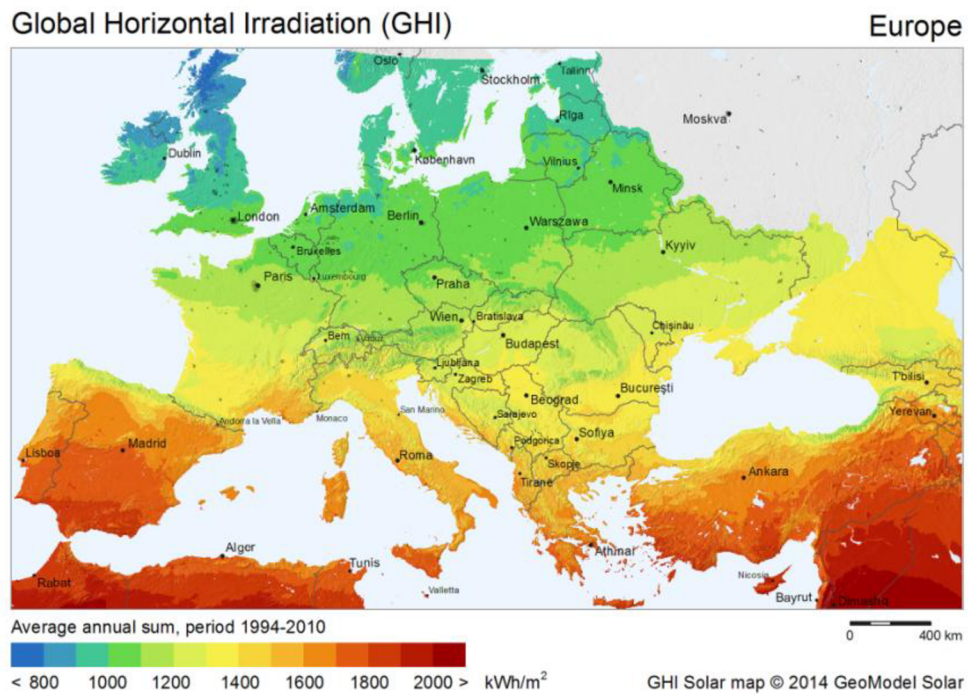 Global Horizontal Irradiation (GHI) Europe
Oslo
Stockholm
Tallinn
Rīga
Moskva
Dublin
København
Vilnius
Minsk
London
Amsterdam
Berlin
Warszawa
Bruxelles
Kyyiv
Paris
Luxembourg
Praha
Wien
Bratislava
Chişinău
Bern
Vaduz
Budapest
Ljubljana
Zagreb
T'bilisi
Beograd
Bucureşti
Andorra la Vella
Monaco
San Marino
Sarajevo
Yerevan
Madrid
Podgorica
Sofiya
Lisboa
Roma
Skopje
Ankara
Tiranë
Alger
Athinai
Tunis
Rabat
Nicosia
Valletta
Bayrut
Dimashq
Average annual sum, period 1994-2010
0 400 km
< 800 1000 1200 1400 1600 1800 2000 > kWh/m²
GHI Solar map © 2014 GeoModel Solar